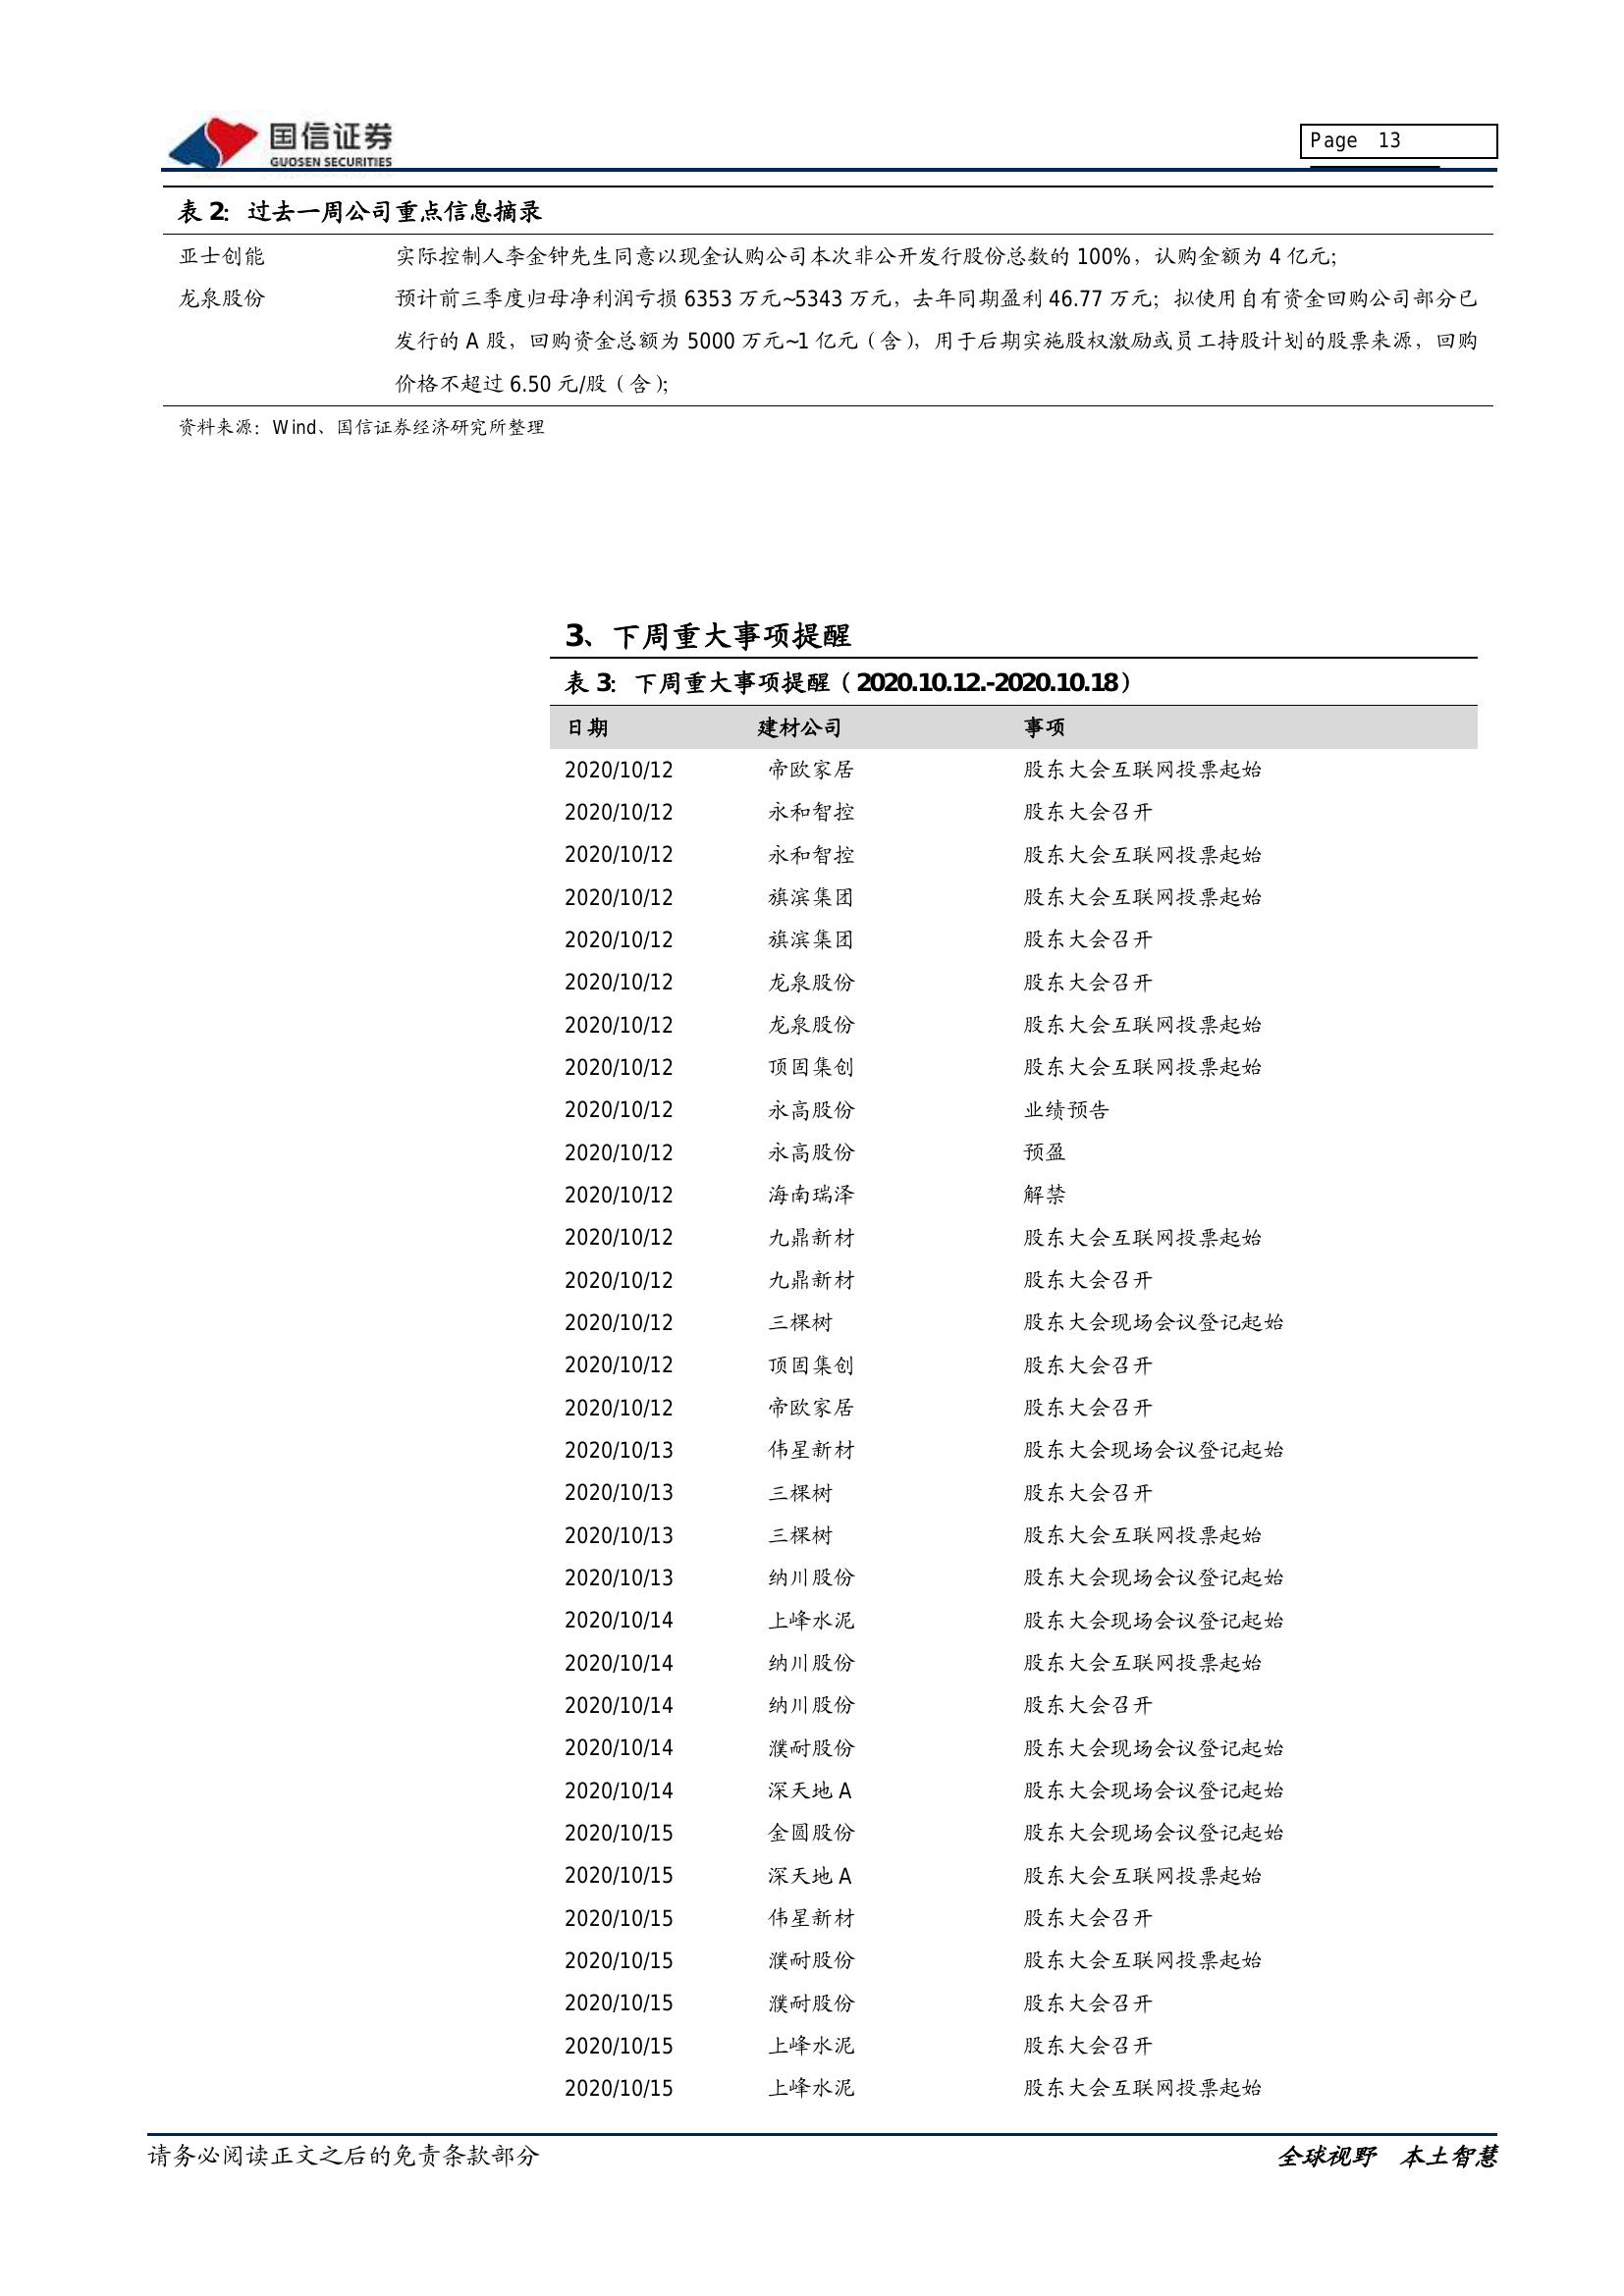 国信证券
GUOSEN SECURITIES
Page 13
表 2：过去一周公司重点信息摘录
亚士创能 实际控制人李金钟先生同意以现金认购公司本次非公开发行股份总数的 100%，认购金额为 4 亿元；
龙泉股份 预计前三季度归母净利润亏损 6353 万元~5343 万元，去年同期盈利 46.77 万元；拟使用自有资金回购公司部分已
发行的 A 股，回购资金总额为 5000 万元~1 亿元（含），用于后期实施股权激励或员工持股计划的股票来源，回购
价格不超过 6.50 元/股（含）；
资料来源：Wind、国信证券经济研究所整理
3、下周重大事项提醒
表 3：下周重大事项提醒（2020.10.12.-2020.10.18）
日期 建材公司 事项
2020/10/12 帝欧家居 股东大会互联网投票起始
2020/10/12 永和智控 股东大会召开
2020/10/12 永和智控 股东大会互联网投票起始
2020/10/12 旗滨集团 股东大会互联网投票起始
2020/10/12 旗滨集团 股东大会召开
2020/10/12 龙泉股份 股东大会召开
2020/10/12 龙泉股份 股东大会互联网投票起始
2020/10/12 顶固集创 股东大会互联网投票起始
2020/10/12 永高股份 业绩预告
2020/10/12 永高股份 预盈
2020/10/12 海南瑞泽 解禁
2020/10/12 九鼎新材 股东大会互联网投票起始
2020/10/12 九鼎新材 股东大会召开
2020/10/12 三棵树 股东大会现场会议登记起始
2020/10/12 顶固集创 股东大会召开
2020/10/12 帝欧家居 股东大会召开
2020/10/13 伟星新材 股东大会现场会议登记起始
2020/10/13 三棵树 股东大会召开
2020/10/13 三棵树 股东大会互联网投票起始
2020/10/13 纳川股份 股东大会现场会议登记起始
2020/10/14 上峰水泥 股东大会现场会议登记起始
2020/10/14 纳川股份 股东大会互联网投票起始
2020/10/14 纳川股份 股东大会召开
2020/10/14 濮耐股份 股东大会现场会议登记起始
2020/10/14 深天地 A 股东大会现场会议登记起始
2020/10/15 金圆股份 股东大会现场会议登记起始
2020/10/15 深天地 A 股东大会互联网投票起始
2020/10/15 伟星新材 股东大会召开
2020/10/15 濮耐股份 股东大会互联网投票起始
2020/10/15 濮耐股份 股东大会召开
2020/10/15 上峰水泥 股东大会召开
2020/10/15 上峰水泥 股东大会互联网投票起始
请务必阅读正文之后的免责条款部分 全球视野 本土智慧